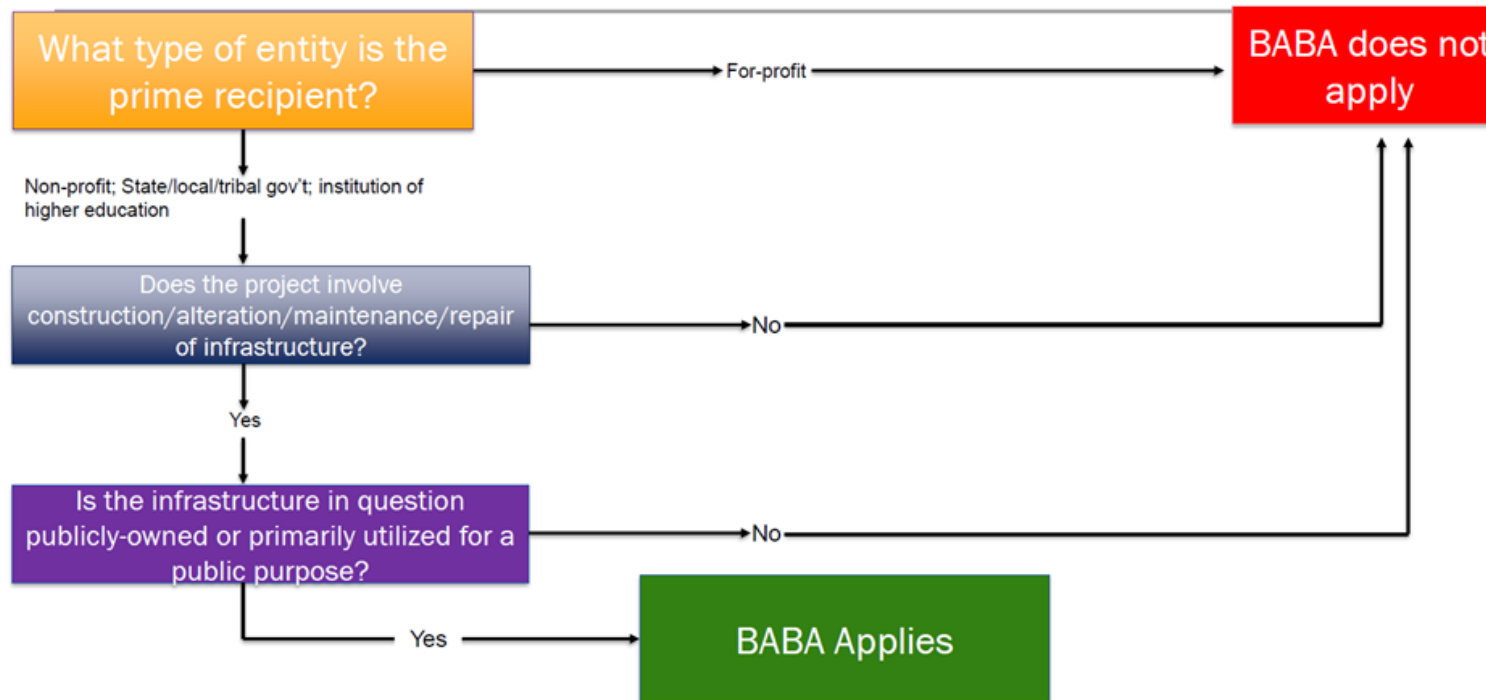 What type of entity is the
prime recipient?
For-profit
BABA does not
apply
Non-profit; State/local/tribal gov't; institution of
higher education
Does the project involve
construction/alteration/maintenance/repair
of infrastructure?
No
Yes
Is the infrastructure in question
publicly-owned or primarily utilized for a
public purpose?
No
Yes
BABA Applies